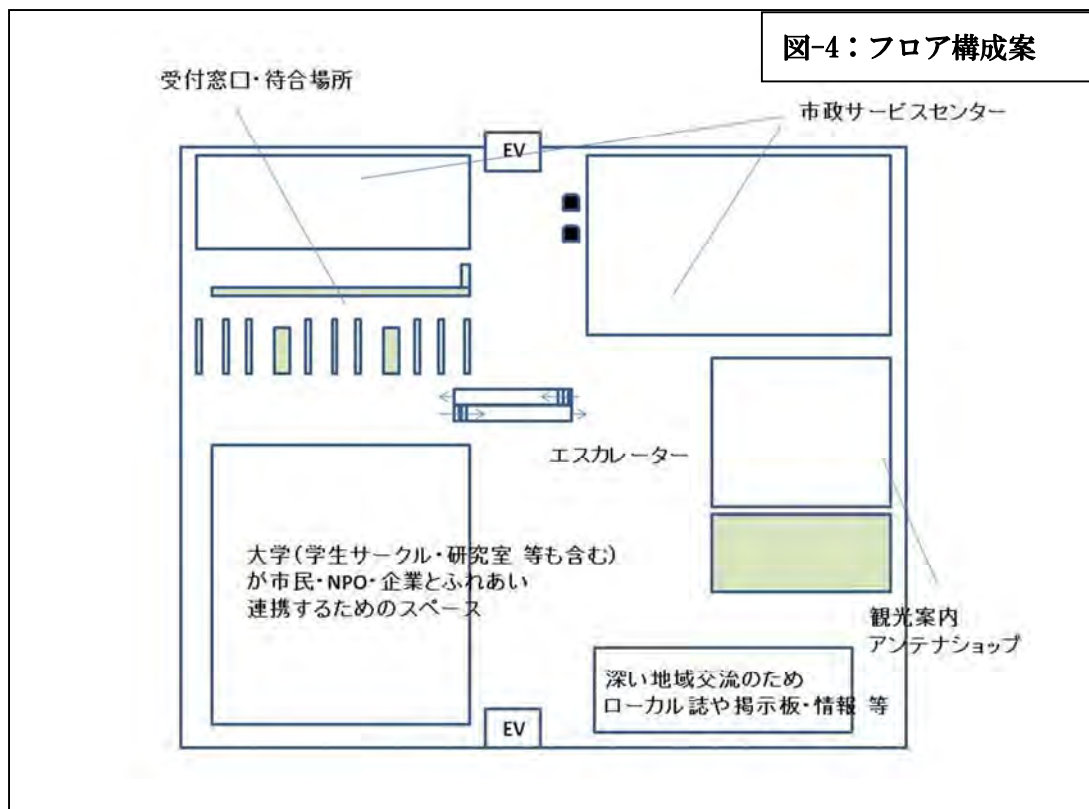 図-4：フロア構成案
受付窓口・待合場所
市政サービスセンター
EV
エスカレーター
大学(学生サークル・研究室 等も含む)
が市民・NPO・企業とふれあい
連携するためのスペース
観光案内
アンテナショップ
深い地域交流のため
ローカル誌や掲示板・情報 等
EV